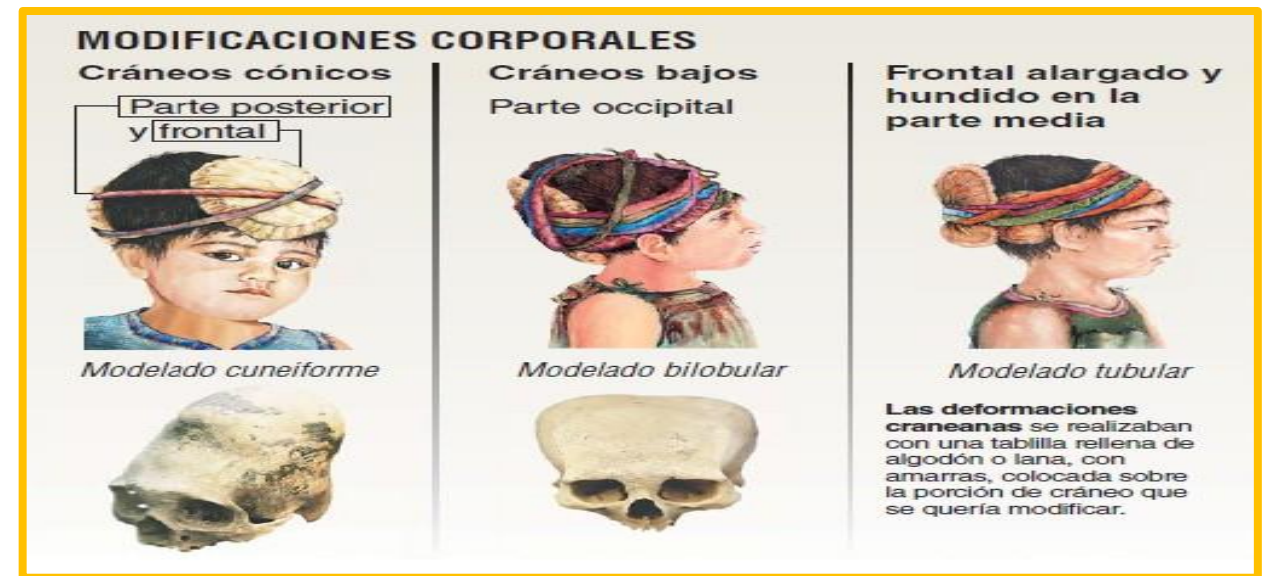 MODIFICACIONES CORPORALES
Cráneos cónicos
Parte posterior
y frontal
Modelado cuneiforme
Cráneos bajos
Parte occipital
Modelado bilobular
Frontal alargado y
hundido en la
parte media
Modelado tubular
Las deformaciones
craneanas se realizaban
con una tablilla rellena de
algodón o lana, con
amarras, colocada sobre
la porción de cráneo que
se quería modificar.